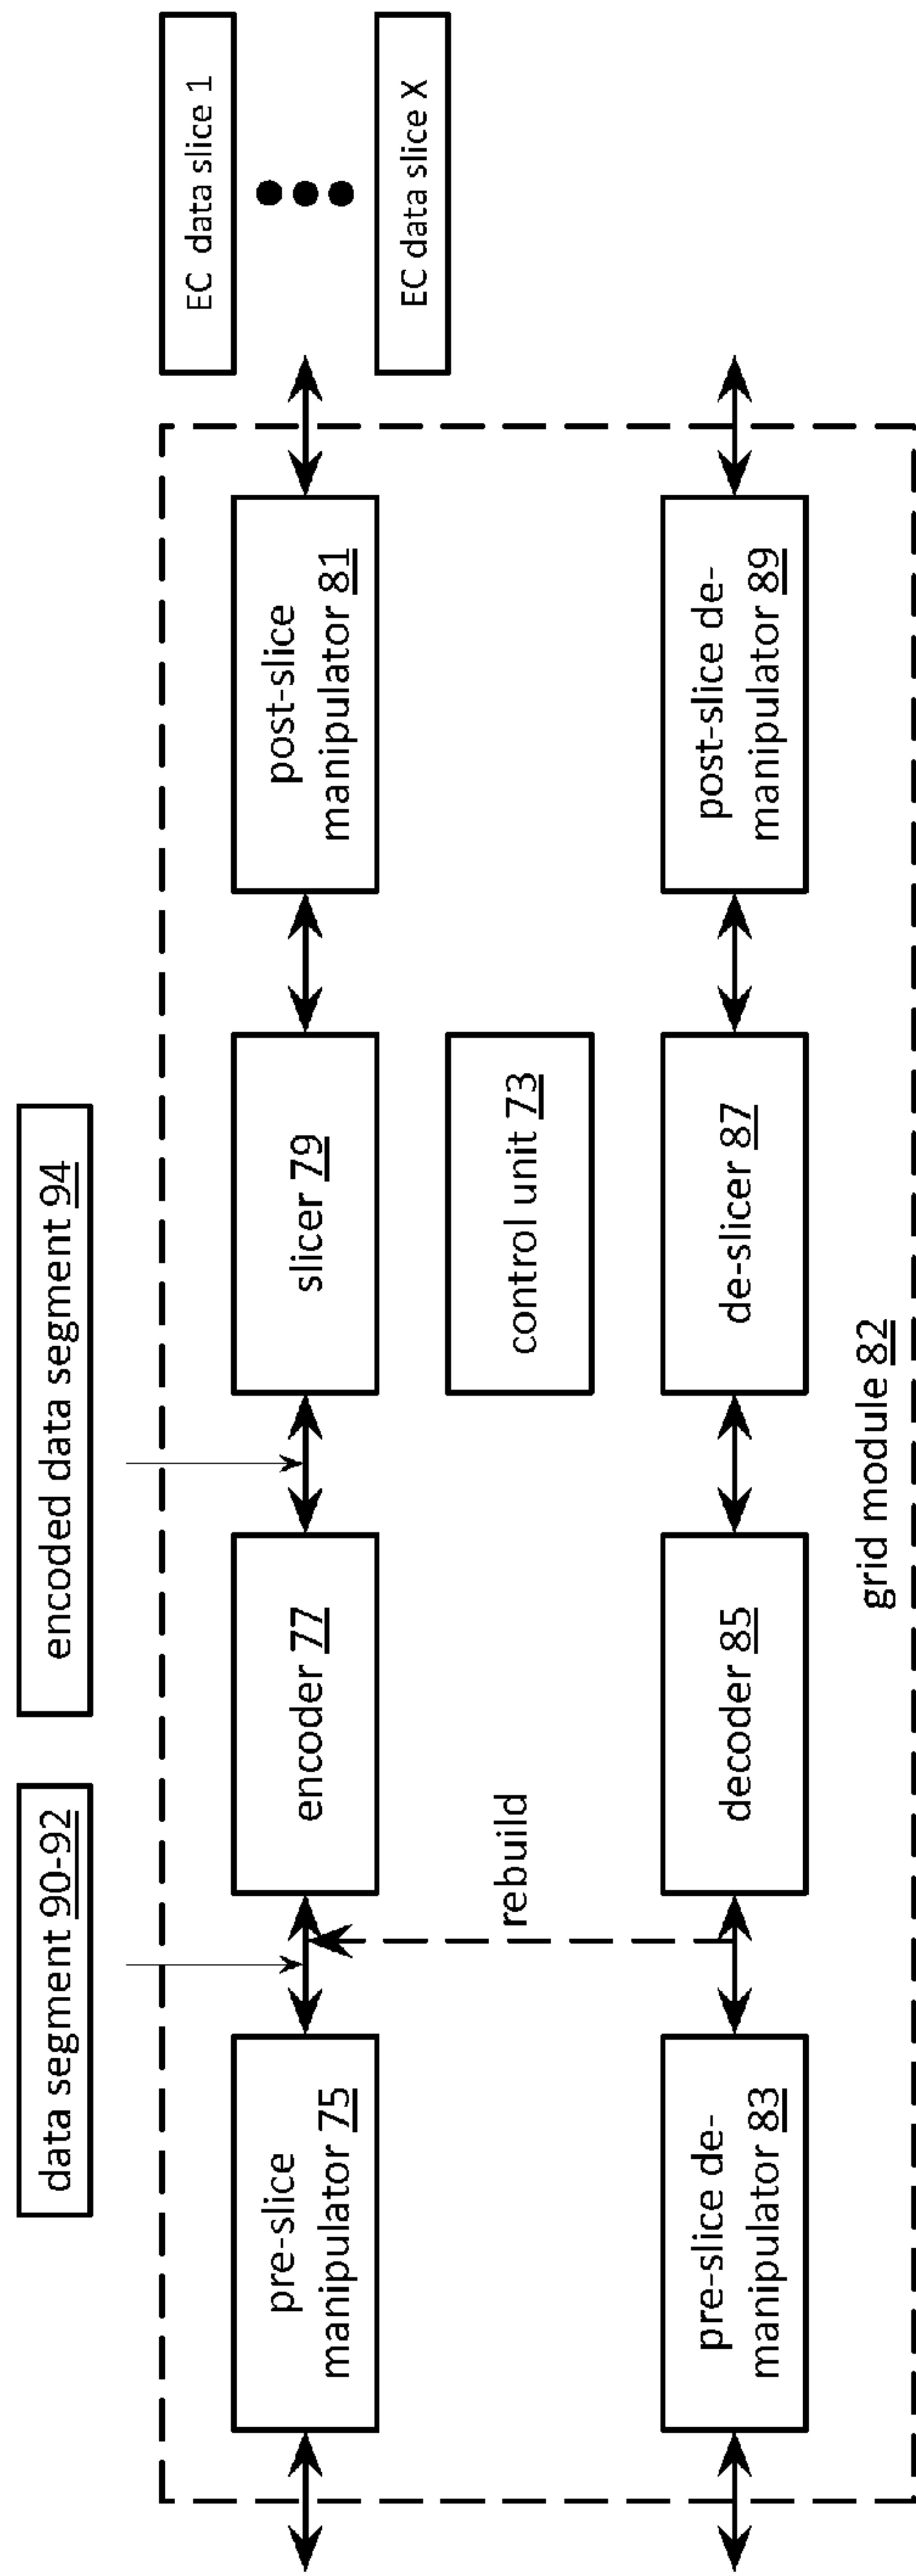 data segment 90-92
encoded data segment 94
EC data slice 1
EC data slice X
pre-slice
manipulator 75
encoder 77
slicer 79
post-slice
manipulator 81
rebuild
control unit 73
pre-slice de-
manipulator 83
decoder 85
de-slicer 87
post-slice de-
manipulator 89
grid module 82